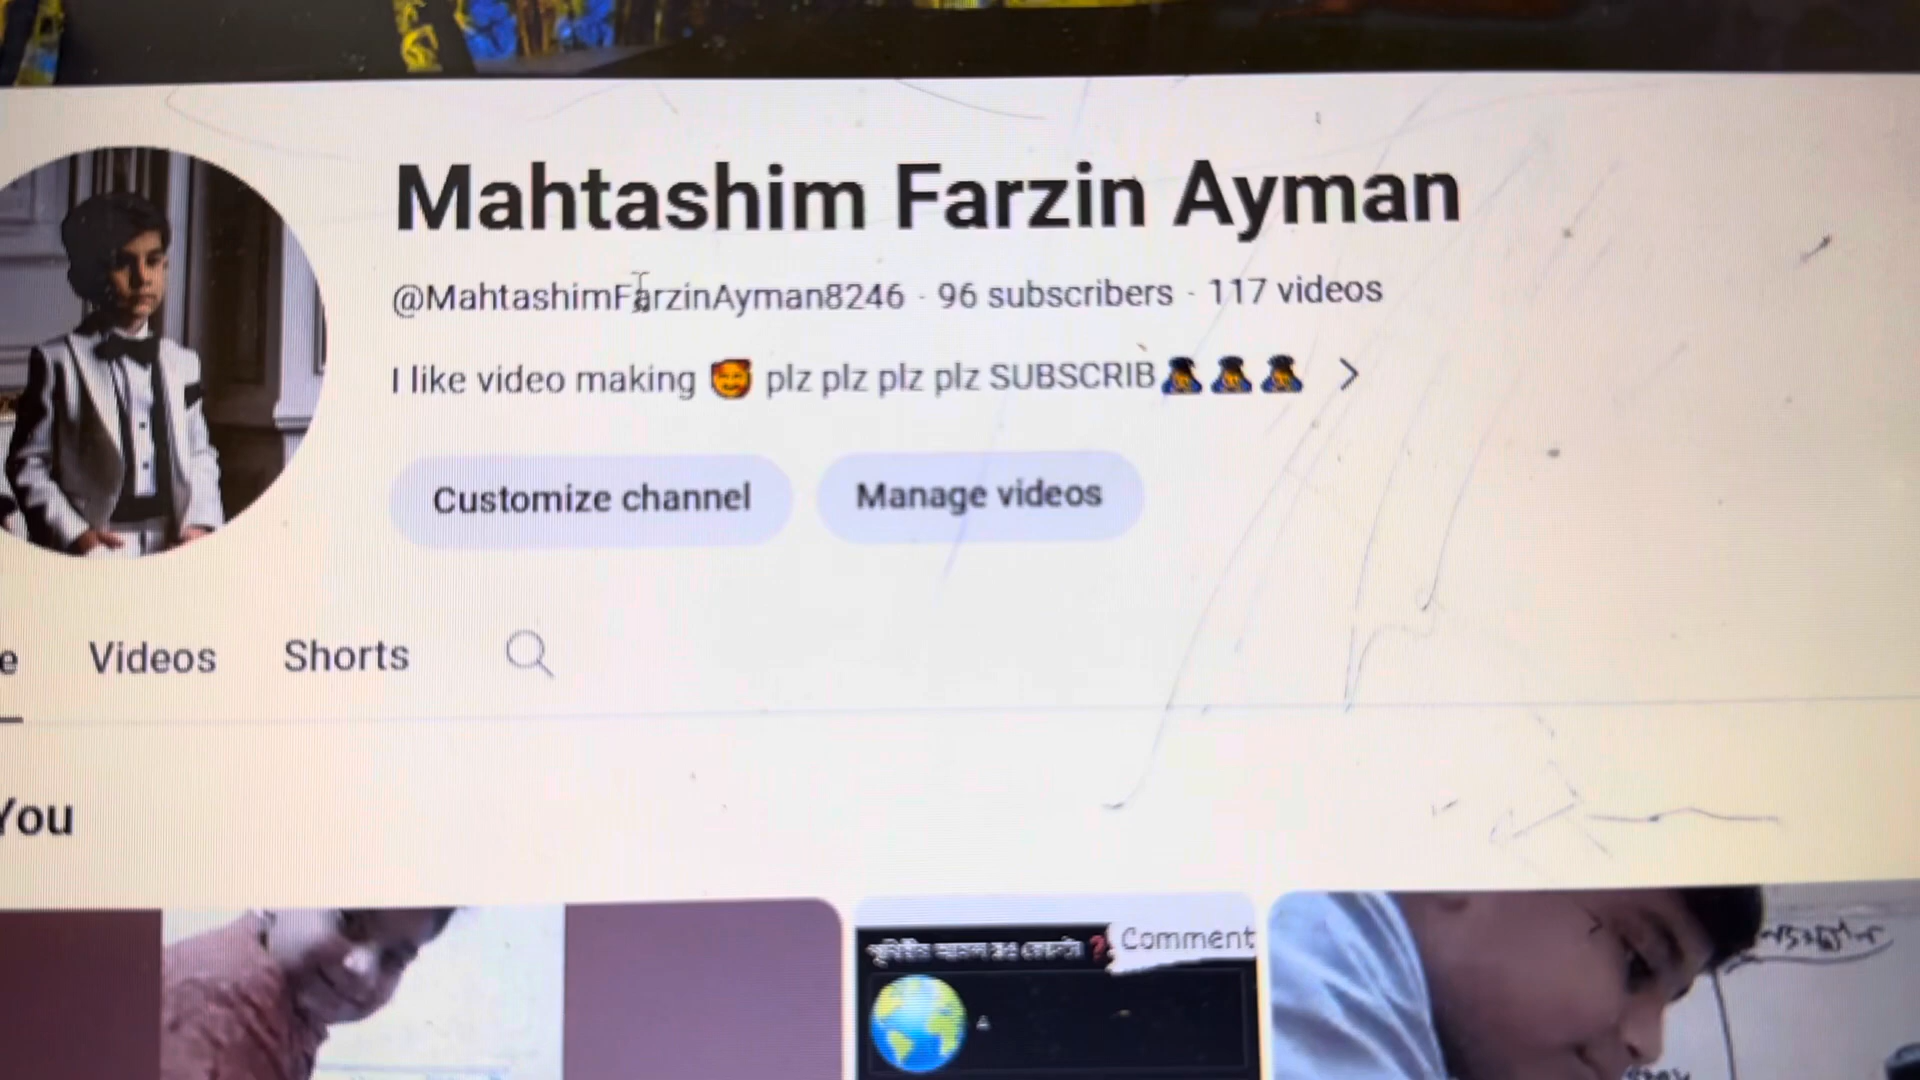 Mahtashim Farzin Ayman
@MahtashimFarzinAyman8246 · 96 subscribers · 117 videos
I like video making 🥰 plz plz plz plz SUBSCRIB
Customize channel Manage videos
Videos Shorts
You
Comment